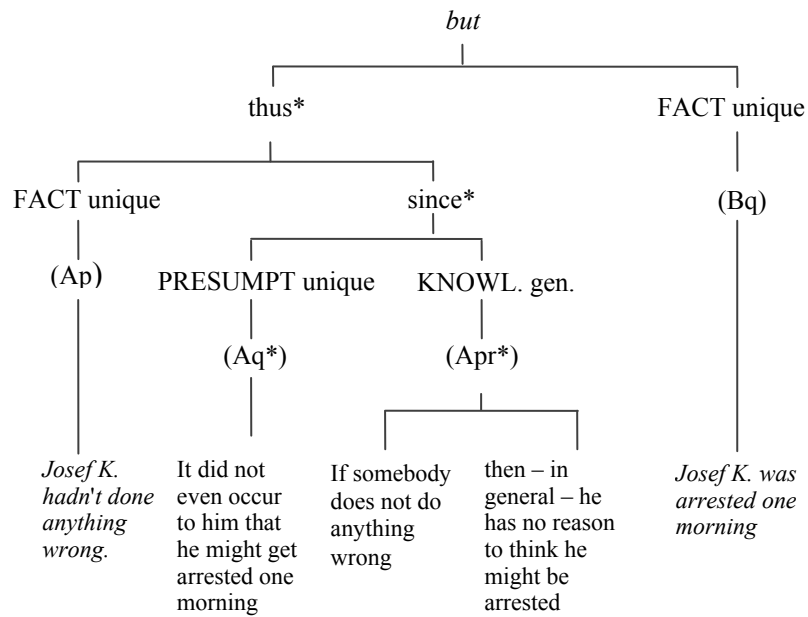 but
thus*
FACT unique
FACT unique
since*
(Bq)
(Ap)
PRESUMPT unique
KNOWL. gen.
(Aq*)
(Apr*)
Josef K.
hadn't done
anything
wrong.
It did not
even occur
to him that
he might get
arrested one
morning
If somebody
does not do
anything
wrong
then – in
general – he
has no reason
to think he
might be
arrested
Josef K. was
arrested one
morning